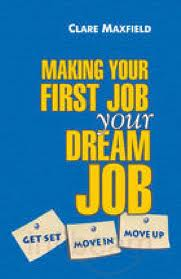 CLARE MAXFIELD
MAKING YOUR
FIRST JOB
your
DREAM
JOB
GET SET
MOVE IN
MOVE UP